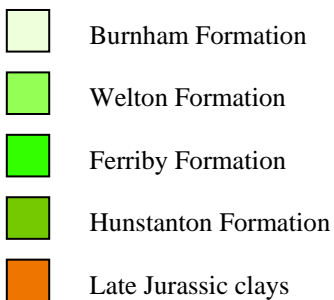 Burnham Formation
Welton Formation
Ferriby Formation
Hunstanton Formation
Late Jurassic clays